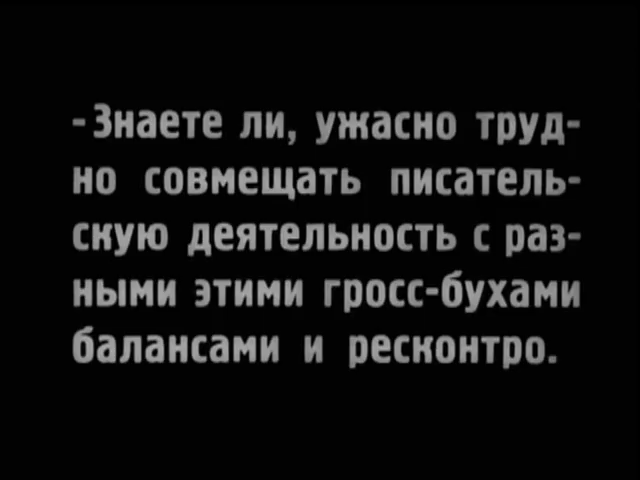 -Знаете ли, ужасно труд-
но совмещать писатель-
скую деятельность с раз-
ными этими гросс-бухами
балансами и ресконтро.